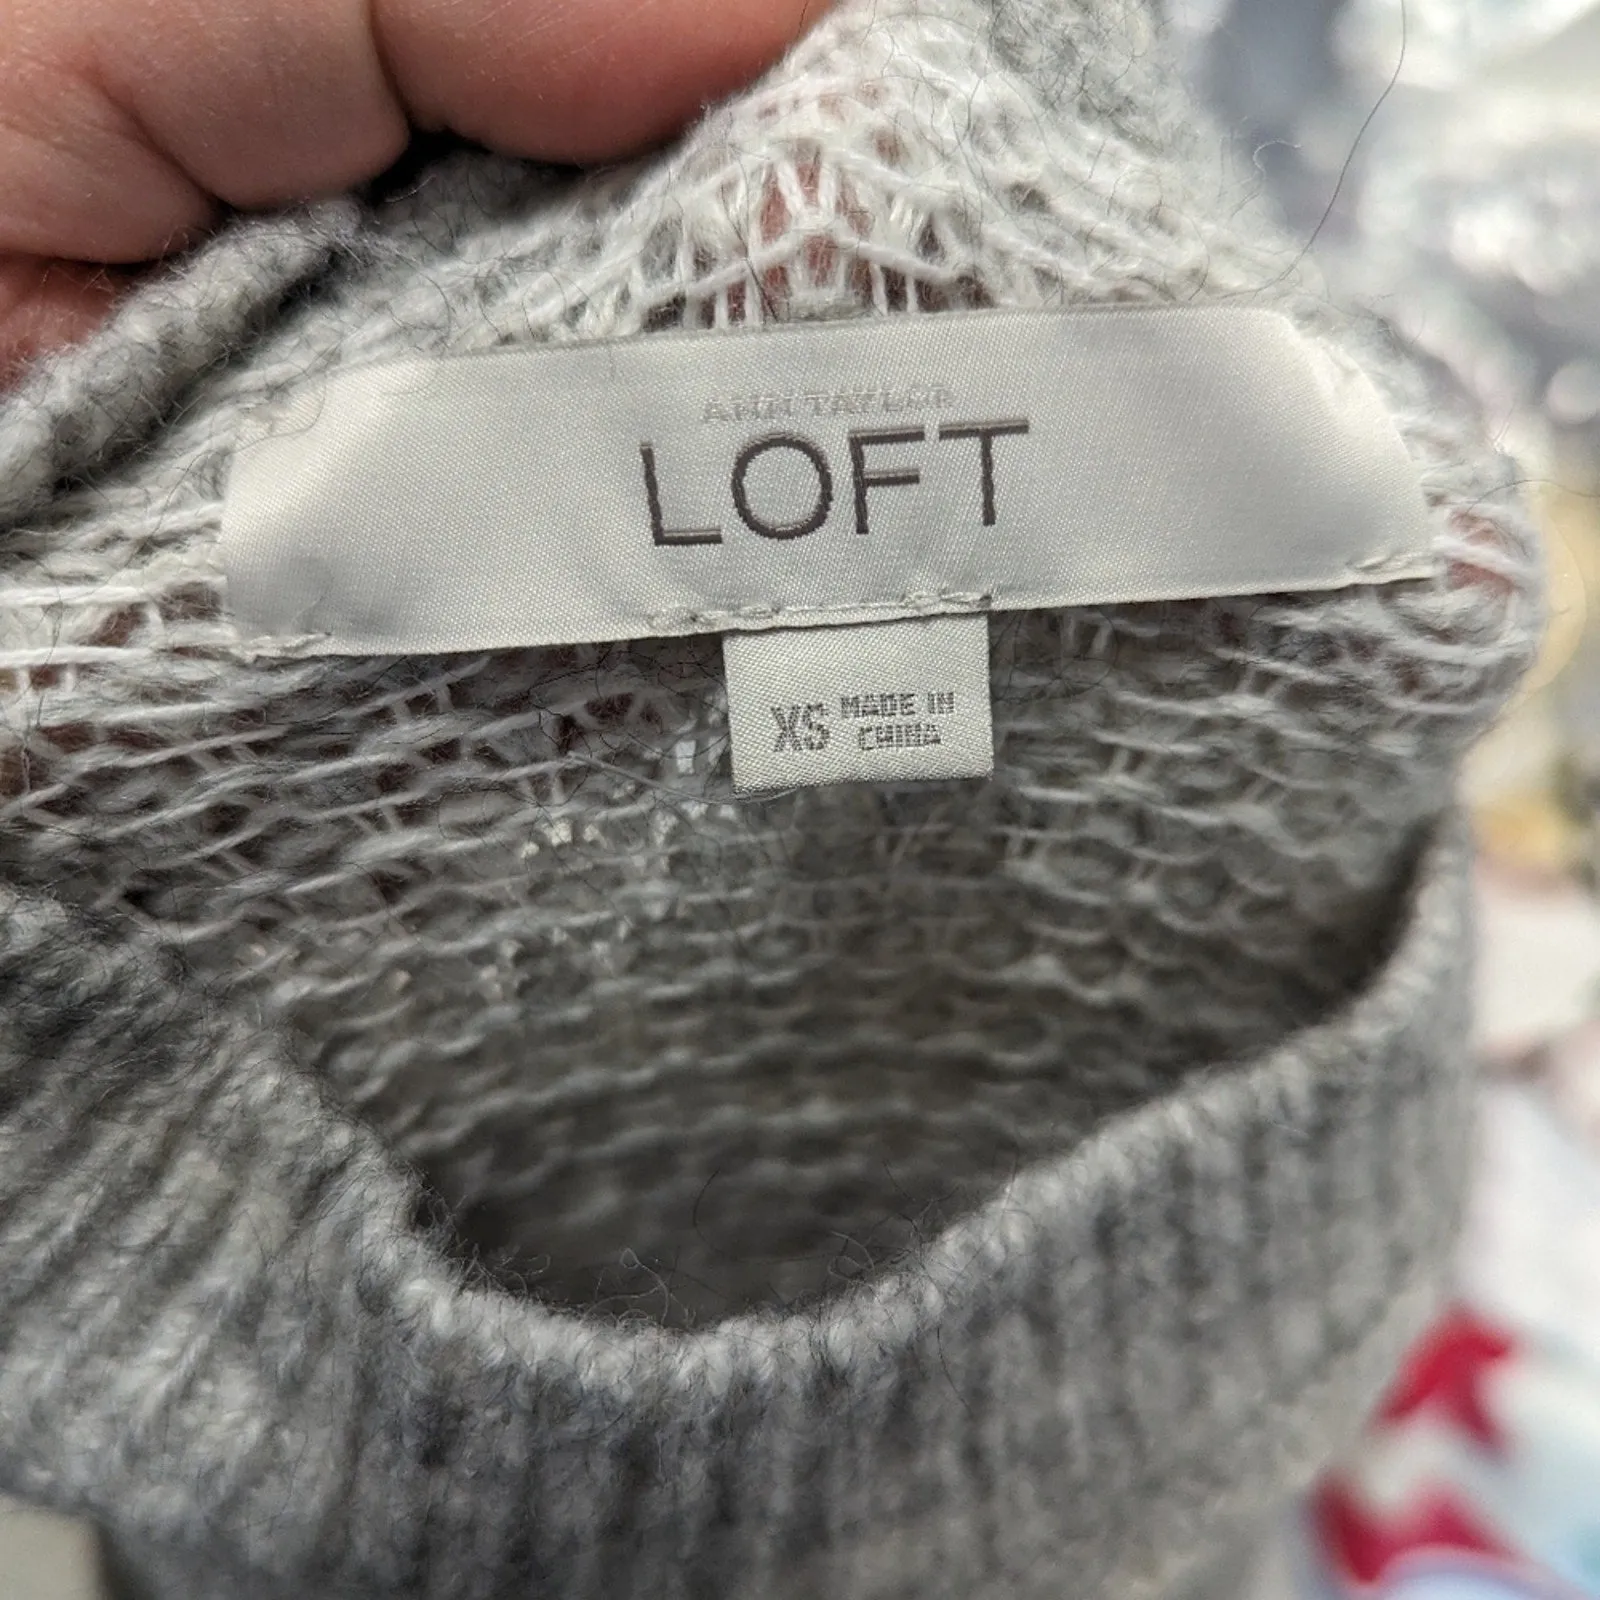 ANN TAYLOR
LOFT
XS MADE IN
CHINA